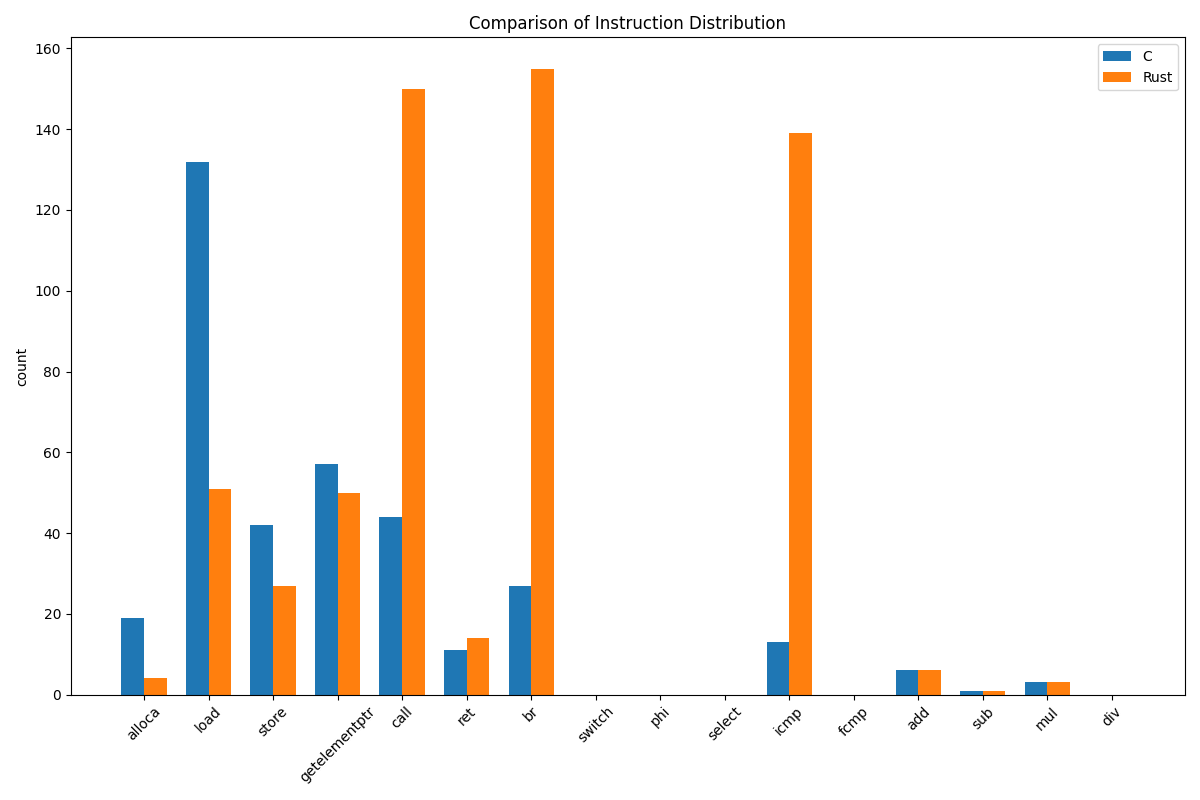 Comparison of Instruction Distribution
C
Rust
count
160
140
120
100
80
60
40
20
0
alloca
load
store
getelementptr
call
ret
br
switch
phi
select
icmp
fcmp
add
sub
mul
div